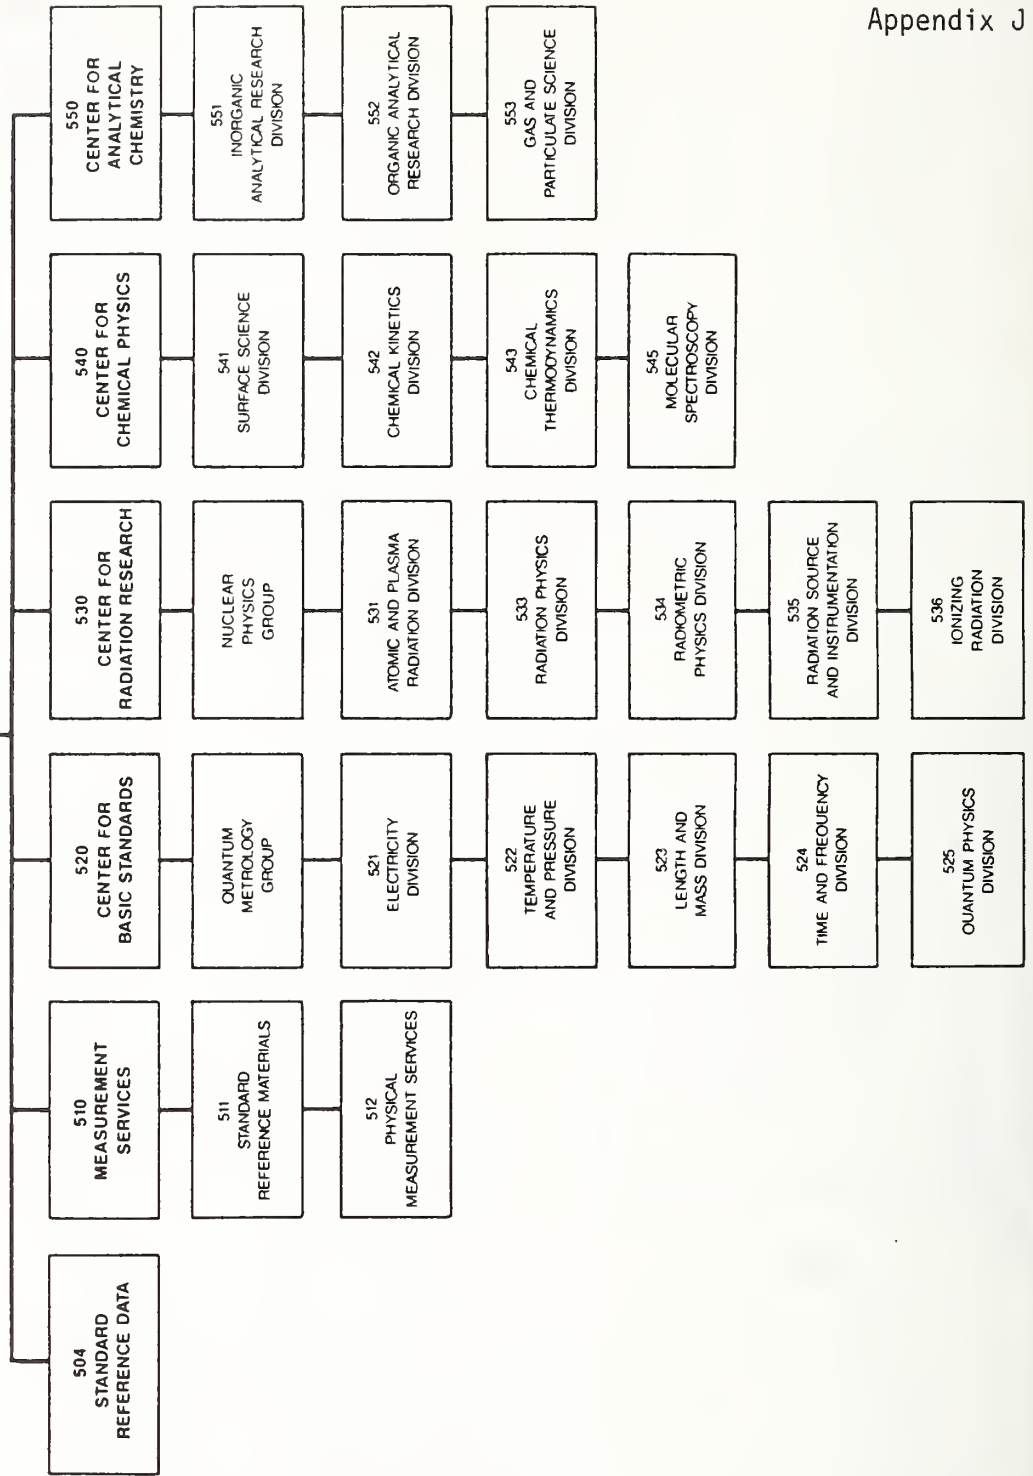 Appendix J
504
STANDARD
REFERENCE DATA
510
MEASUREMENT
SERVICES
511
STANDARD
REFERENCE MATERIALS
512
PHYSICAL
MEASUREMENT SERVICES
520
CENTER FOR
BASIC STANDARDS
QUANTUM
METROLOGY
GROUP
521
ELECTRICITY
DIVISION
522
TEMPERATURE
AND PRESSURE
DIVISION
523
LENGTH AND
MASS DIVISION
524
TIME AND FREQUENCY
DIVISION
525
QUANTUM PHYSICS
DIVISION
530
CENTER FOR
RADIATION RESEARCH
NUCLEAR
PHYSICS
GROUP
531
ATOMIC AND PLASMA
RADIATION DIVISION
533
RADIATION PHYSICS
DIVISION
534
RADIOMETRIC
PHYSICS DIVISION
535
RADIATION SOURCE
AND INSTRUMENTATION
DIVISION
536
IONIZING
RADIATION
DIVISION
540
CENTER FOR
CHEMICAL PHYSICS
541
SURFACE SCIENCE
DIVISION
542
CHEMICAL KINETICS
DIVISION
543
CHEMICAL
THERMODYNAMICS
DIVISION
545
MOLECULAR
SPECTROSCOPY
DIVISION
550
CENTER FOR
ANALYTICAL
CHEMISTRY
551
INORGANIC
ANALYTICAL RESEARCH
DIVISION
552
ORGANIC ANALYTICAL
RESEARCH DIVISION
553
GAS AND
PARTICULATE SCIENCE
DIVISION